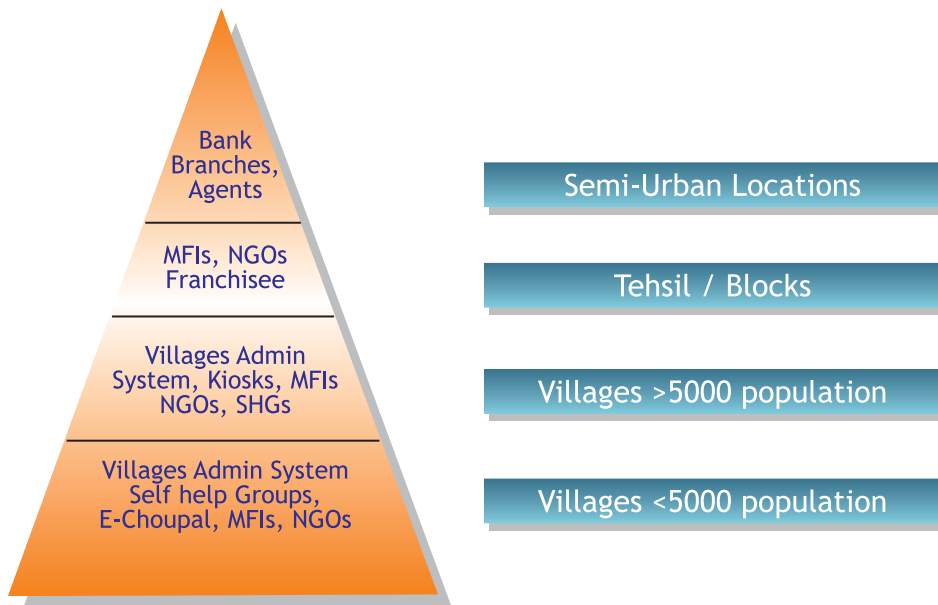 Bank
Branches,
Agents
Semi-Urban Locations
MFIs, NGOs
Franchisee
Tehsil / Blocks
Villages Admin
System, Kiosks, MFIs
NGOs, SHGs
Villages >5000 population
Villages Admin System
Self help Groups,
E-Choupal, MFIs, NGOs
Villages <5000 population